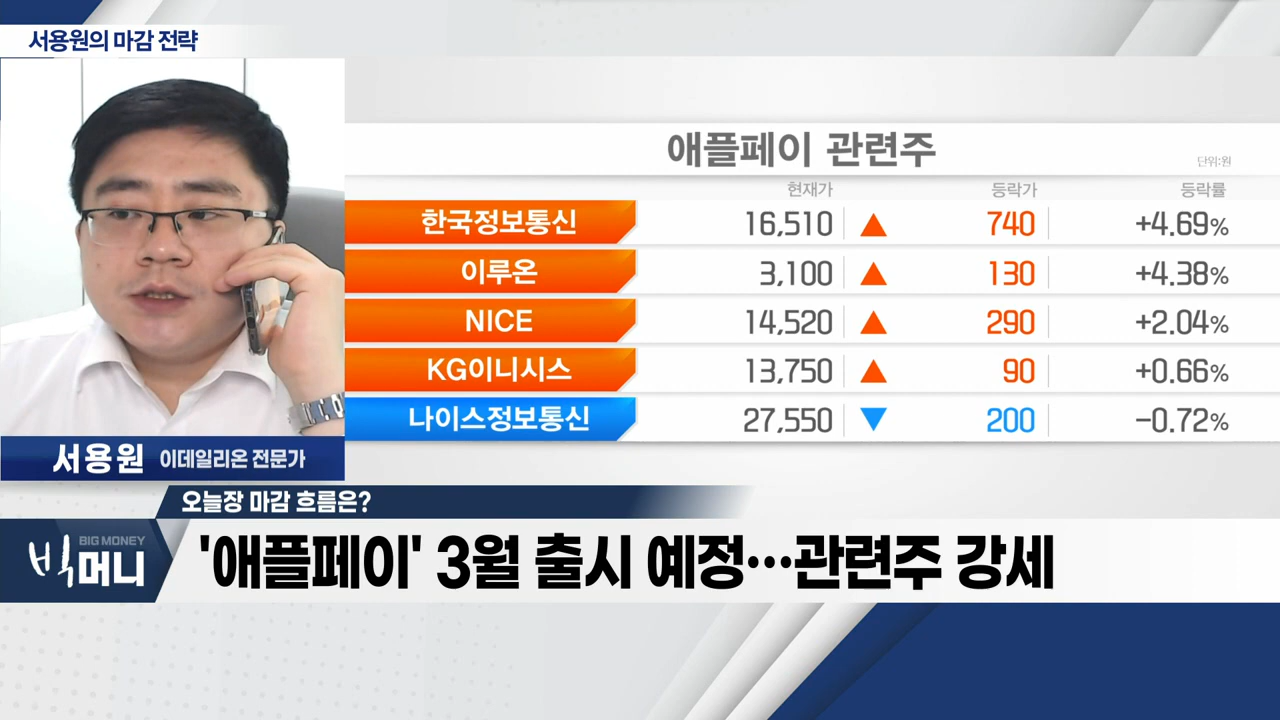 서용원의 마감 전략
애플페이 관련주
단위:원
현재가 등락가 등락률
한국정보통신 16,510 ▲ 740 +4.69%
이루온 3,100 ▲ 130 +4.38%
NICE 14,520 ▲ 290 +2.04%
KG이니시스 13,750 ▲ 90 +0.66%
나이스정보통신 27,550 ▼ 200 -0.72%
서용원 이데일리온 전문가
오늘장 마감 흐름은?
BIG MONEY
빅머니
'애플페이' 3월 출시 예정…관련주 강세